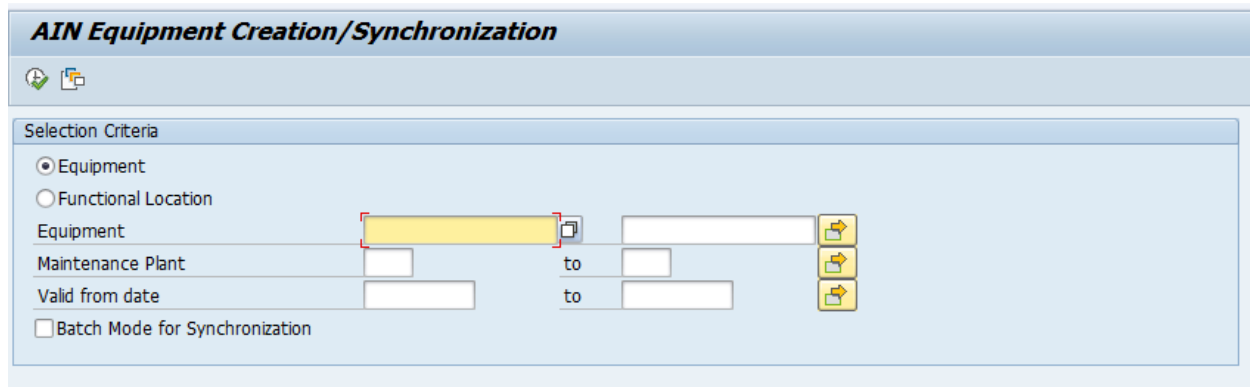 AIN Equipment Creation/Synchronization
Selection Criteria
Equipment
Functional Location
Equipment
Maintenance Plant to
Valid from date to
Batch Mode for Synchronization